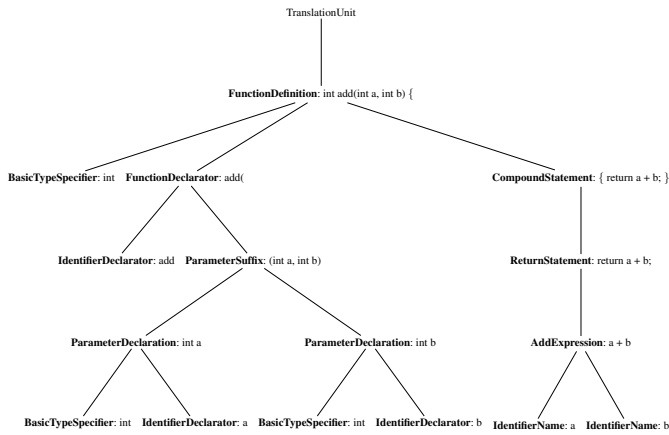 TranslationUnit
FunctionDefinition: int add(int a, int b) {
BasicTypeSpecifier: int
FunctionDeclarator: add(
CompoundStatement: { return a + b; }
IdentifierDeclarator: add
ParameterSuffix: (int a, int b)
ReturnStatement: return a + b;
ParameterDeclaration: int a
ParameterDeclaration: int b
AddExpression: a + b
BasicTypeSpecifier: int
IdentifierDeclarator: a
BasicTypeSpecifier: int
IdentifierDeclarator: b
IdentifierName: a
IdentifierName: b